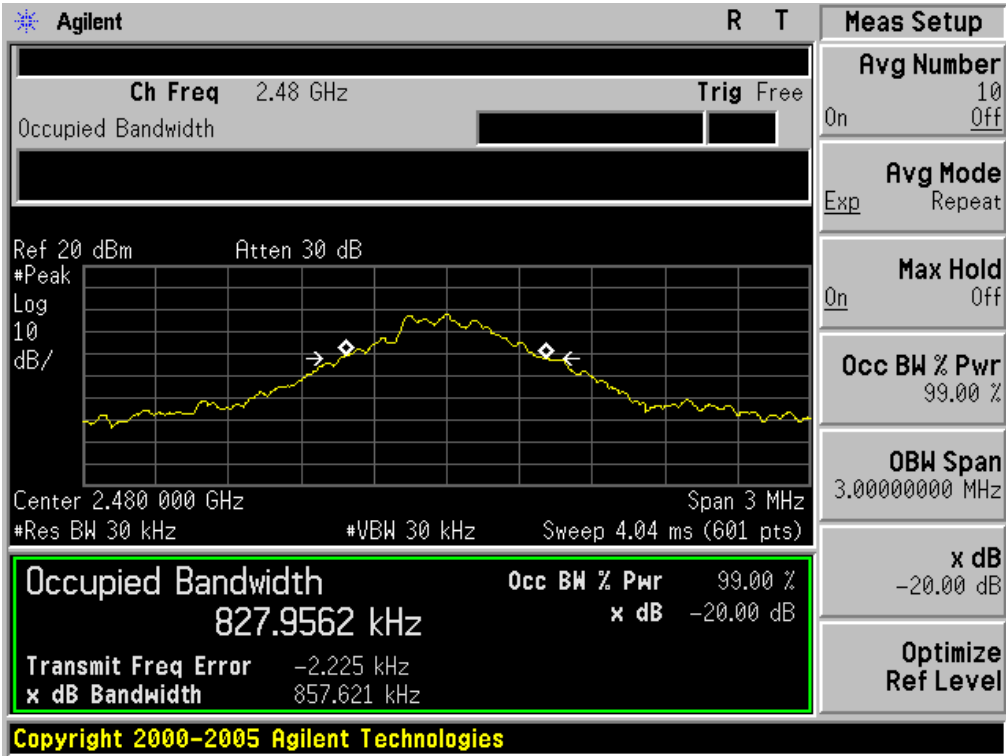 Agilent R T
Ch Freq 2.48 GHz Trig Free
Occupied Bandwidth
Ref 20 dBm Atten 30 dB
#Peak
Log
10
dB/
Center 2.480 000 GHz Span 3 MHz
#Res BW 30 kHz #VBW 30 kHz Sweep 4.04 ms (601 pts)
Occupied Bandwidth
827.9562 kHz
Occ BW % Pwr 99.00 %
x dB -20.00 dB
Transmit Freq Error -2.225 kHz
x dB Bandwidth 857.621 kHz
Copyright 2000-2005 Agilent Technologies
Meas Setup
Avg Number
10
On Off
Avg Mode
Exp Repeat
Max Hold
On Off
Occ BW % Pwr
99.00 %
OBW Span
3.00000000 MHz
x dB
-20.00 dB
Optimize
Ref Level